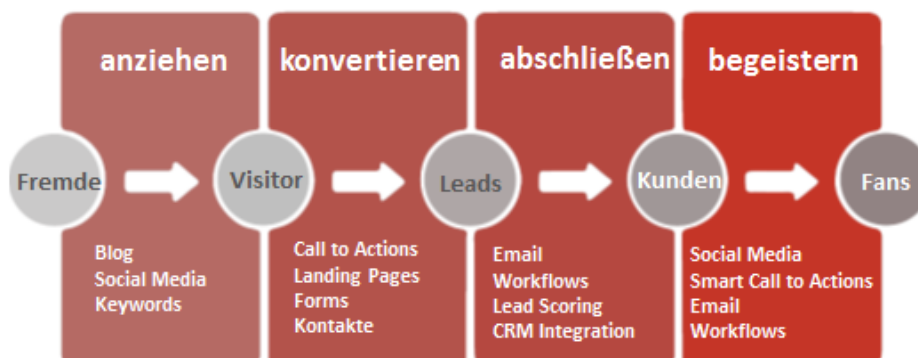 anziehen
konvertieren
abschließen
begeistern
Fremde
Visitor
Leads
Kunden
Fans
Blog
Social Media
Keywords
Call to Actions
Landing Pages
Forms
Kontakte
Email
Workflows
Lead Scoring
CRM Integration
Social Media
Smart Call to Actions
Email
Workflows